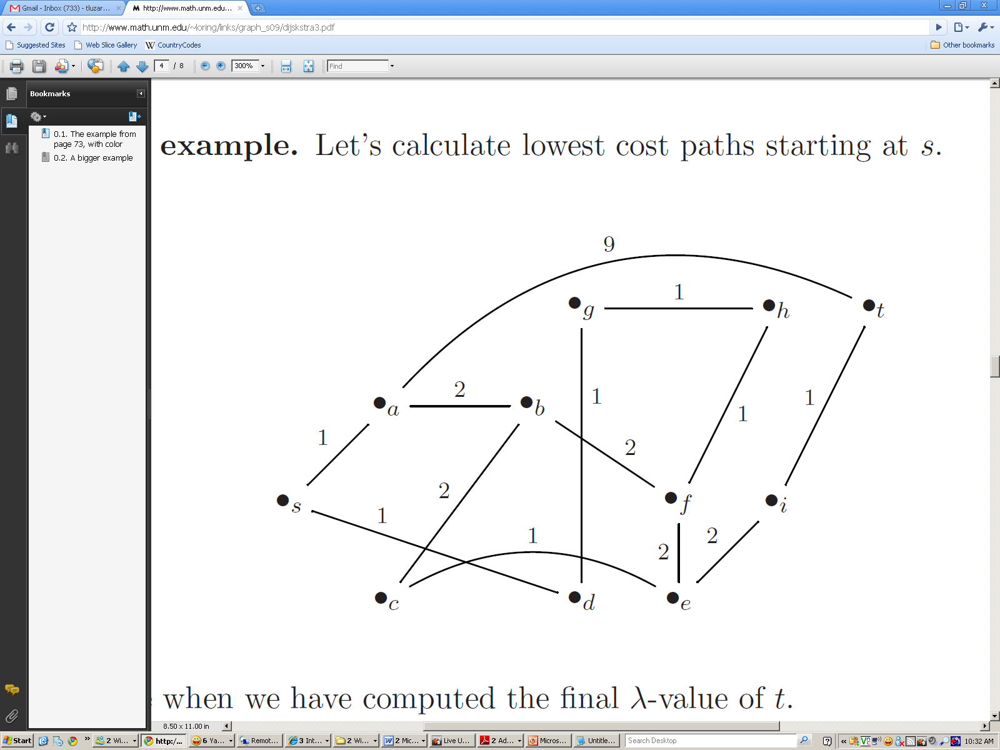 Gmail - Inbox (733) - tluzar...
http://www.math.unm.edu...
http://www.math.unm.edu/~loring/links/graph_s09/dijskstra3.pdf
Suggested Sites
Web Slice Gallery
CountryCodes
Other bookmarks
4 / 8
300%
Find
Bookmarks
0.1. The example from
page 73, with color
0.2. A bigger example
example. Let's calculate lowest cost paths starting at s.
9
g 1 h t
a 2 b 1 1 1
1 2
s 2 f i
1
1 2 2
c d e
when we have computed the final λ-value of t.
8.50 x 11.00 in
Start
2 Wi...
http:/...
6 Ya...
Remot...
3 Int...
2 Wi...
2 Mic...
Live U...
2 Ad...
Micros...
Untitle...
Search Desktop
10:32 AM